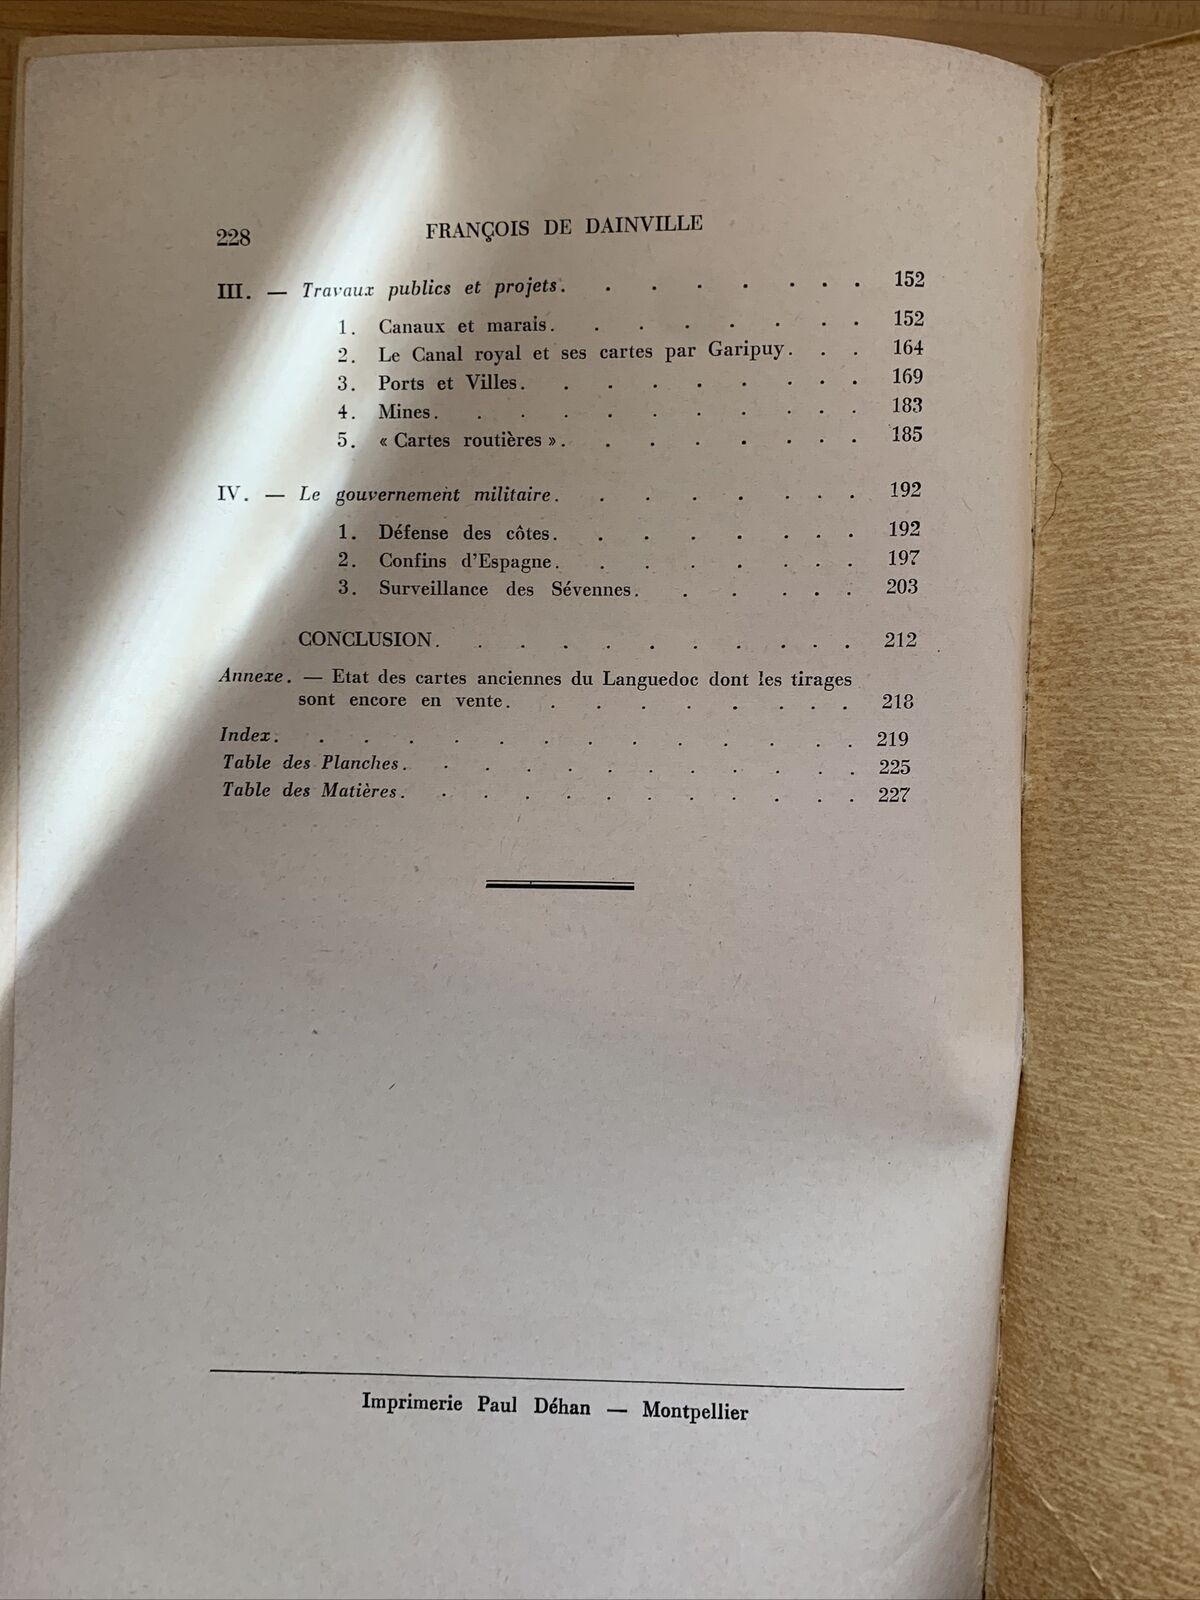 228 FRANÇOIS DE DAINVILLE
III. — Travaux publics et projets. . . . . . . . 152
1. Canaux et marais. . . . . . . . 152
2. Le Canal royal et ses cartes par Garipuy. . . 164
3. Ports et Villes. . . . . . . . . 169
4. Mines. . . . . . . . . . . 183
5. « Cartes routières ». . . . . . . . 185
IV. — Le gouvernement militaire. . . . . . . . 192
1. Défense des côtes. . . . . . . . 192
2. Confins d'Espagne. . . . . . . . 197
3. Surveillance des Sévennes. . . . . . 203
CONCLUSION. . . . . . . . . . . 212
Annexe. — Etat des cartes anciennes du Languedoc dont les tirages
sont encore en vente. . . . . . . . . 218
Index. . . . . . . . . . . . . . . 219
Table des Planches. . . . . . . . . . . 225
Table des Matières. . . . . . . . . . . 227
Imprimerie Paul Déhan — Montpellier